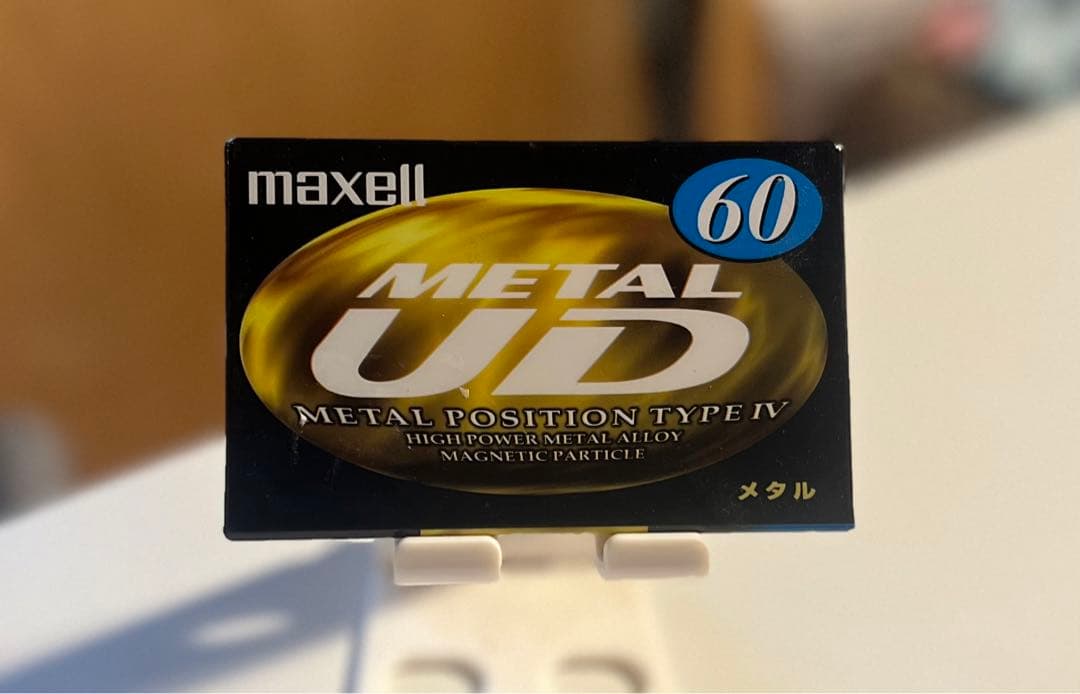 maxell
60
METAL
UD
METAL POSITION TYPE IV
HIGH POWER METAL ALLOY
MAGNETIC PARTICLE
メタル